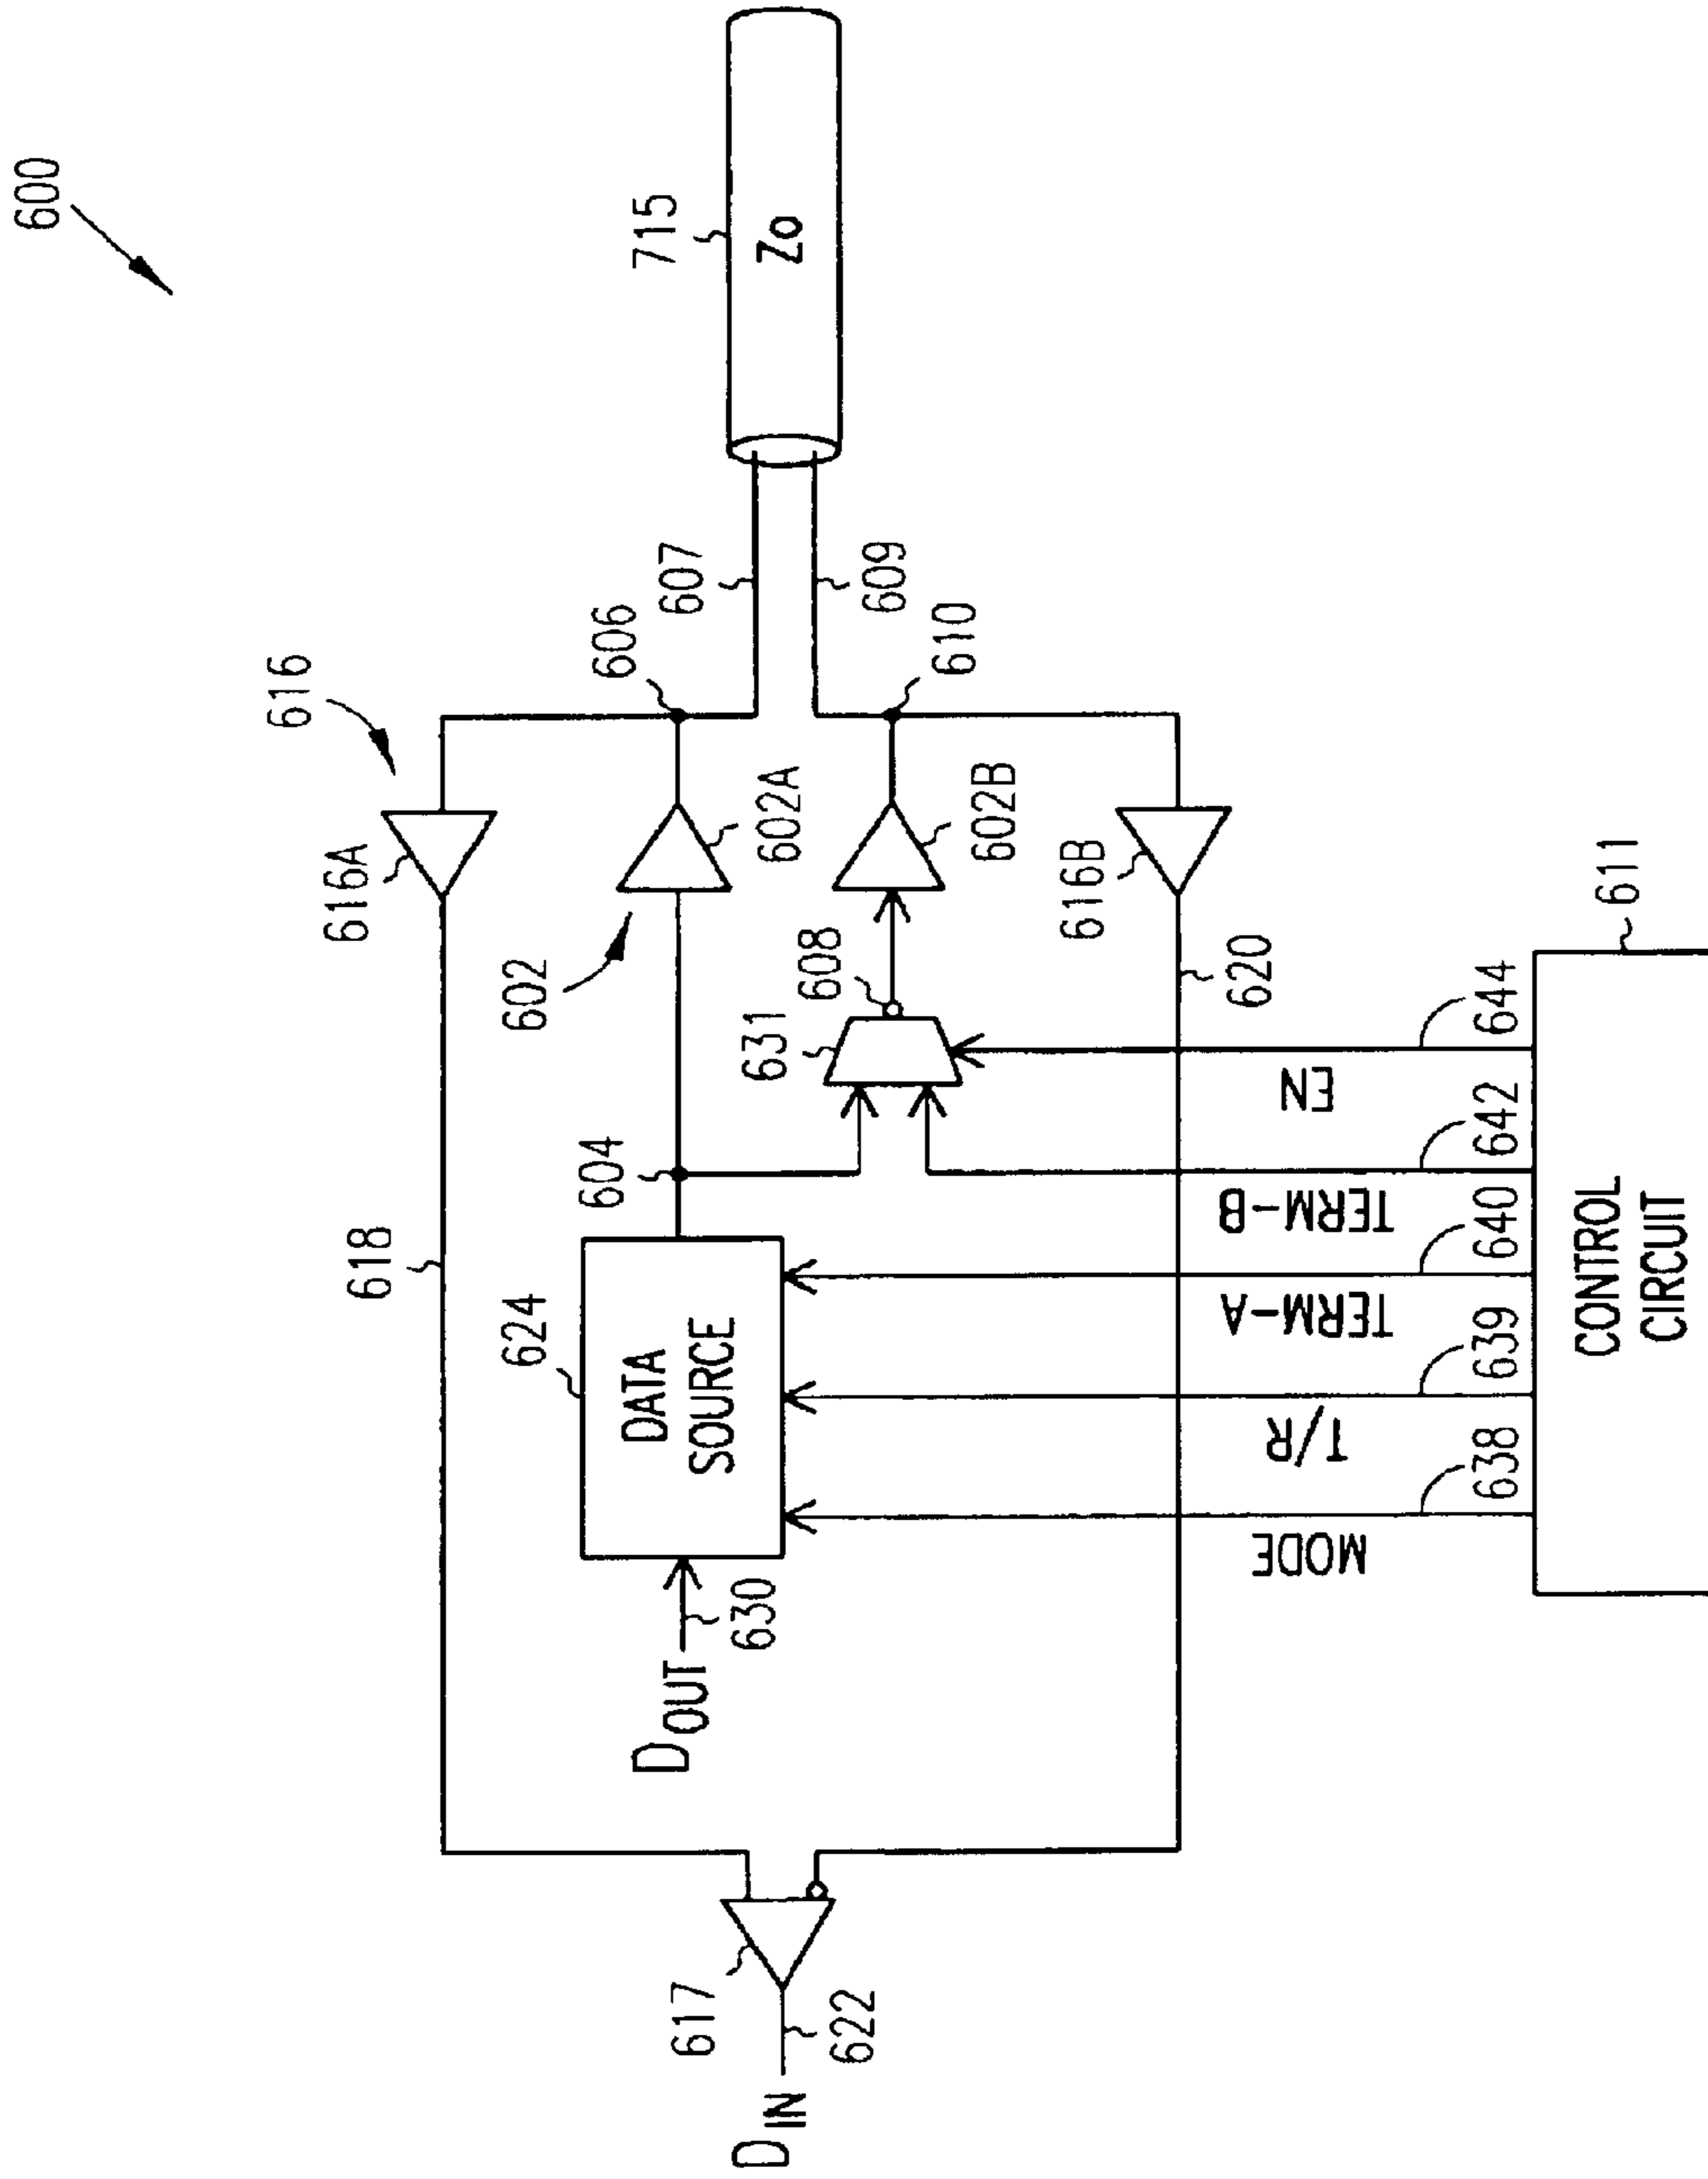 600
715
Zo
607
609
606
610
616
616A
602A
602
602B
616B
608
631
620
611
604
618
624
DATA
SOURCE
630
DOUT
617
622
DIN
EN
644
TERM-B
642
TERM-A
640
T/R
639
MODE
638
CONTROL
CIRCUIT